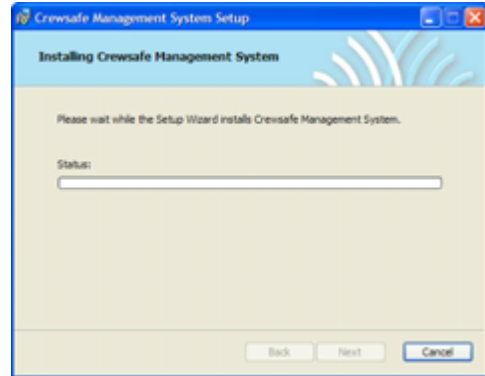 Crewsafe Management System Setup
Installing Crewsafe Management System
Please wait while the Setup Wizard installs Crewsafe Management System.
Status:
Back Next Cancel